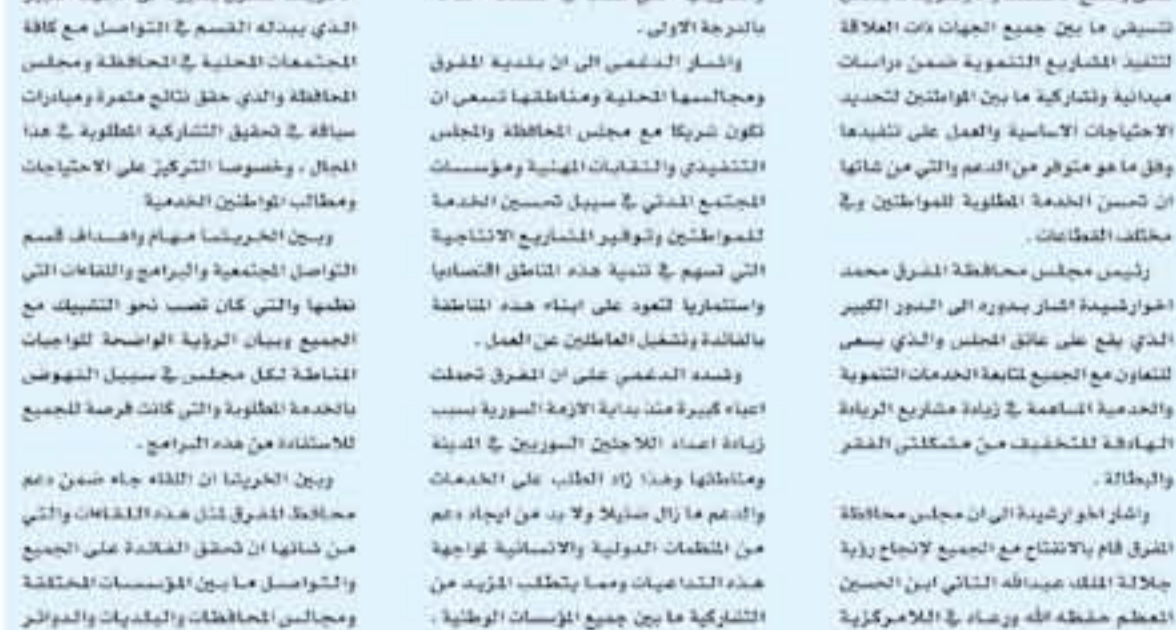 تنسيقي ما بين جميع الجهات ذات العلاقة
لتنفيذ المشاريع التنموية ضمن دراسات
ميدانية وتشاركية ما بين المواطنين لتحديد
الاحتياجات الاساسية والعمل على تنفيذها
وفق ما هو متوفر من الدعم والتي من شانها
ان تحسن الخدمة المطلوبة للمواطنين وفي
مختلف القطاعات .
رئيس مجلس محافظة المفرق محمد
اخوارشيدة اشار بدوره الى الدور الكبير
الذي يقع على عاتق المجلس والذي يسعى
للتعاون مع الجميع لمتابعة الخدمات التنموية
والخدمية المساهمة في زيادة مشاريع الريادة
الهادفة للتخفيف من مشكلتي الفقر
والبطالة .
واشار اخوارشيدة الى ان مجلس محافظة
المفرق قام بالانفتاح مع الجميع لإنجاح رؤية
جلالة الملك عبدالله الثاني ابن الحسين
المعظم حفظه الله ورعاه في اللامركزية
بالدرجة الاولى .
واشار الدغمي الى ان بلدية المفرق
ومجالسها المحلية ومناطقها تسعى ان
تكون شريكا مع مجلس المحافظة والمجلس
التنفيذي والنقابات المهنية ومؤسسات
المجتمع المدني في سبيل تحسين الخدمة
للمواطنين وتوفير المشاريع الانتاجية
التي تسهم في تنمية هذه المناطق اقتصاديا
واستثماريا لتعود على ابناء هذه المناطقة
بالفائدة وتشغيل العاطلين عن العمل .
وشدد الدغمي على ان المفرق تحملت
اعباء كبيرة منذ بداية الازمة السورية بسبب
زيادة اعداد اللاجئين السوريين في المدينة
ومناطقها وهذا زاد الطلب على الخدمات
والدعم ما زال ضئيلا ولا بد من ايجاد دعم
من المنظمات الدولية والانسانية لمواجهة
هذه التداعيات ومما يتطلب المزيد من
التشاركية ما بين جميع المؤسسات الوطنية .
الذي يبذله القسم في التواصل مع كافة
المجتمعات المحلية في المحافظة ومجلس
المحافظة والذي حقق نتائج مثمرة ومبادرات
سباقة في تحقيق التشاركية المطلوبة في هذا
المجال ، وخصوصا التركيز على الاحتياجات
ومطالب المواطنين الخدمية
وبين الخريشا مهام واهداف قسم
التواصل المجتمعية والبرامج واللقاءات التي
نظمها والتي كان تصب نحو التشبيك مع
الجميع وبيان الرؤية الواضحة للواجبات
المناطة لكل مجلس في سبيل النهوض
بالخدمة المطلوبة والتي كانت فرصة للجميع
للاستفادة من هذه البرامج .
وبين الخريشا ان اللقاء جاء ضمن دعم
محافظ المفرق لمثل هذه اللقاءات والتي
من شانها ان تحقق الفائدة على الجميع
والتواصل ما بين المؤسسات المختلفة
ومجالس المحافظات والبلديات والدوائر